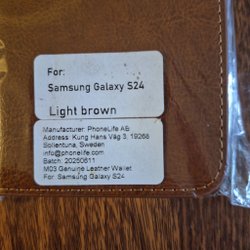 For:
Samsung Galaxy S24
Light brown
Manufacturer: PhoneLife AB
Address: Kung Hans Väg 3, 19268
Sollentuna, Sweden
info@phonelife.com
Batch: 20250611
M03 Genuine Leather Wallet
For: Samsung Galaxy S24